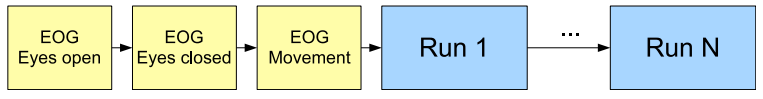 EOG
Eyes open
EOG
Eyes closed
EOG
Movement
Run 1
...
Run N